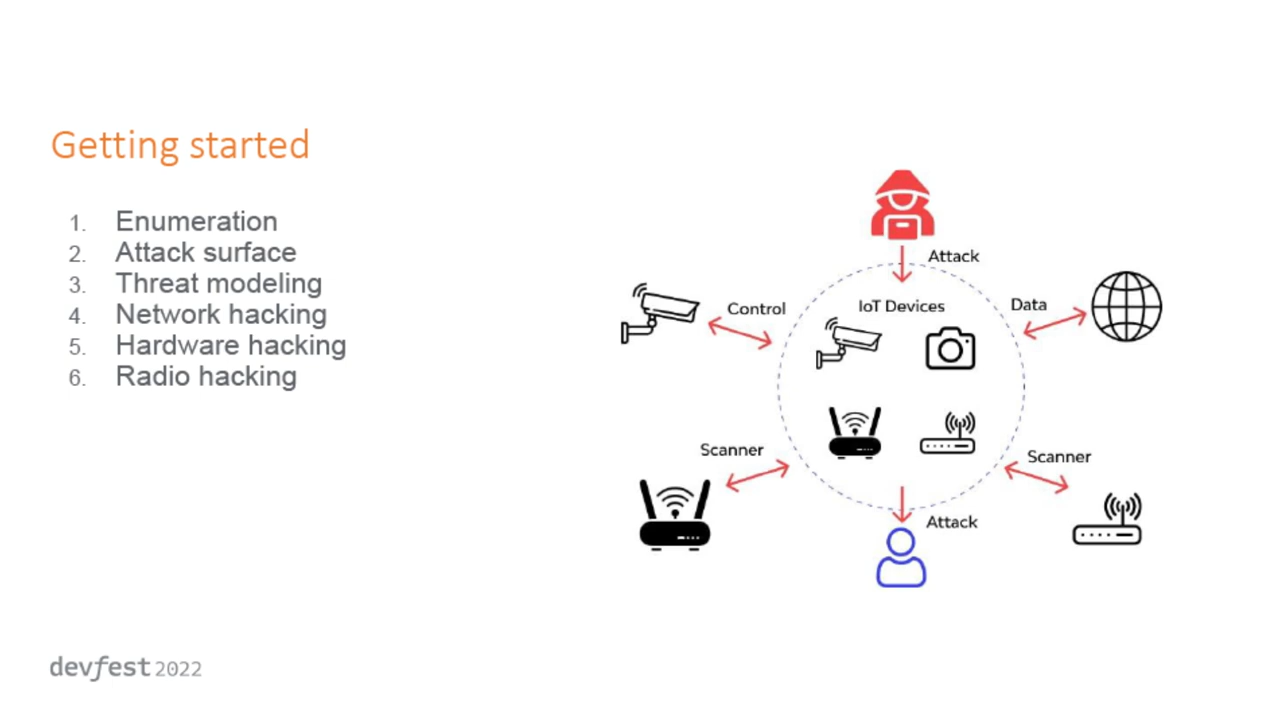 Getting started
1. Enumeration
2. Attack surface
3. Threat modeling
4. Network hacking
5. Hardware hacking
6. Radio hacking
Attack
IoT Devices
Control
Data
Scanner
Scanner
Attack
devfest 2022